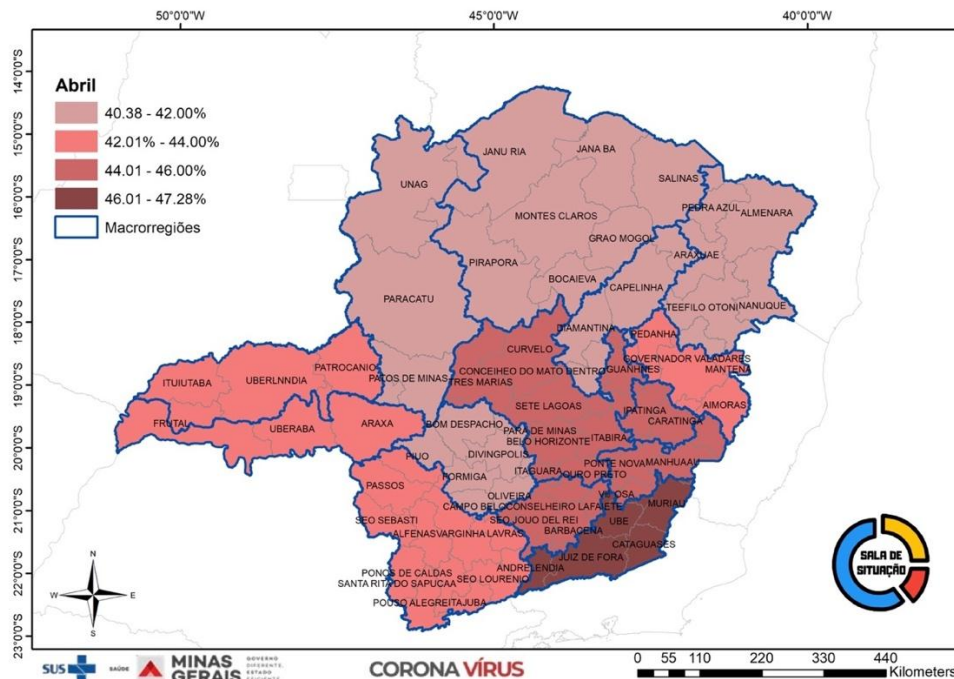 50°0'0"W 45°0'0"W 40°0'0"W
14°0'0"S
15°0'0"S
16°0'0"S
17°0'0"S
18°0'0"S
19°0'0"S
20°0'0"S
21°0'0"S
22°0'0"S
23°0'0"S
Abril
40.38 - 42.00%
42.01% - 44.00%
44.01 - 46.00%
46.01 - 47.28%
Macrorregiões
JANU RIA
JANA BA
UNAG
SALINAS
PEDRA AZUL
ALMENARA
MONTES CLAROS
GRAO MOGOL
ARAXUAE
PIRAPORA
BOCAIEVA
CAPELINHA
PARACATU
TEEFILO OTONI
NANUQUE
DIAMANTINA
PEDANHA
CURVELO
GOVERNADOR VALADARES
PATROCANIO
CONCEIHEO DO MATO DENTRO
GUANHNES
MANTENA
ITUIUTABA
UBERLNNDIA
PATOS DE MINAS
TRES MARIAS
SETE LAGOAS
IPATINGA
AIMORAS
FRUTAL
UBERABA
ARAXA
BOM DESPACHO
PARA DE MINAS
CARATINGA
BELO HORIZONTE
ITABIRA
PIUO
DIVINGPOLIS
PONTE NOVA
MANHUAAU
FORMIGA
ITAGUARA
OURO PRETO
PASSOS
OLIVEIRA
CAMPO BELO
CONSELHEIRO LAFAIETE
MURIAU
SEO SEBASTI
SEO JOUO DEL REI
UBE
ALFENAS
VARGINHA
LAVRAS
BARBACENA
CATAGUASES
JUIZ DE FORA
ANDRELENDIA
PONOS DE CALDAS
SEO LOURENIO
SANTA RITA DO SAPUCAA
POUSO ALEGRE
ITAJUBA
N
W E
S
SALA DE
SITUAÇÃO
SUS
SAÚDE
MINAS
GERAIS
GOVERNO
DIFERENTE.
ESTADO
EFICIENTE.
CORONA VÍRUS
0 55 110 220 330 440
Kilometers